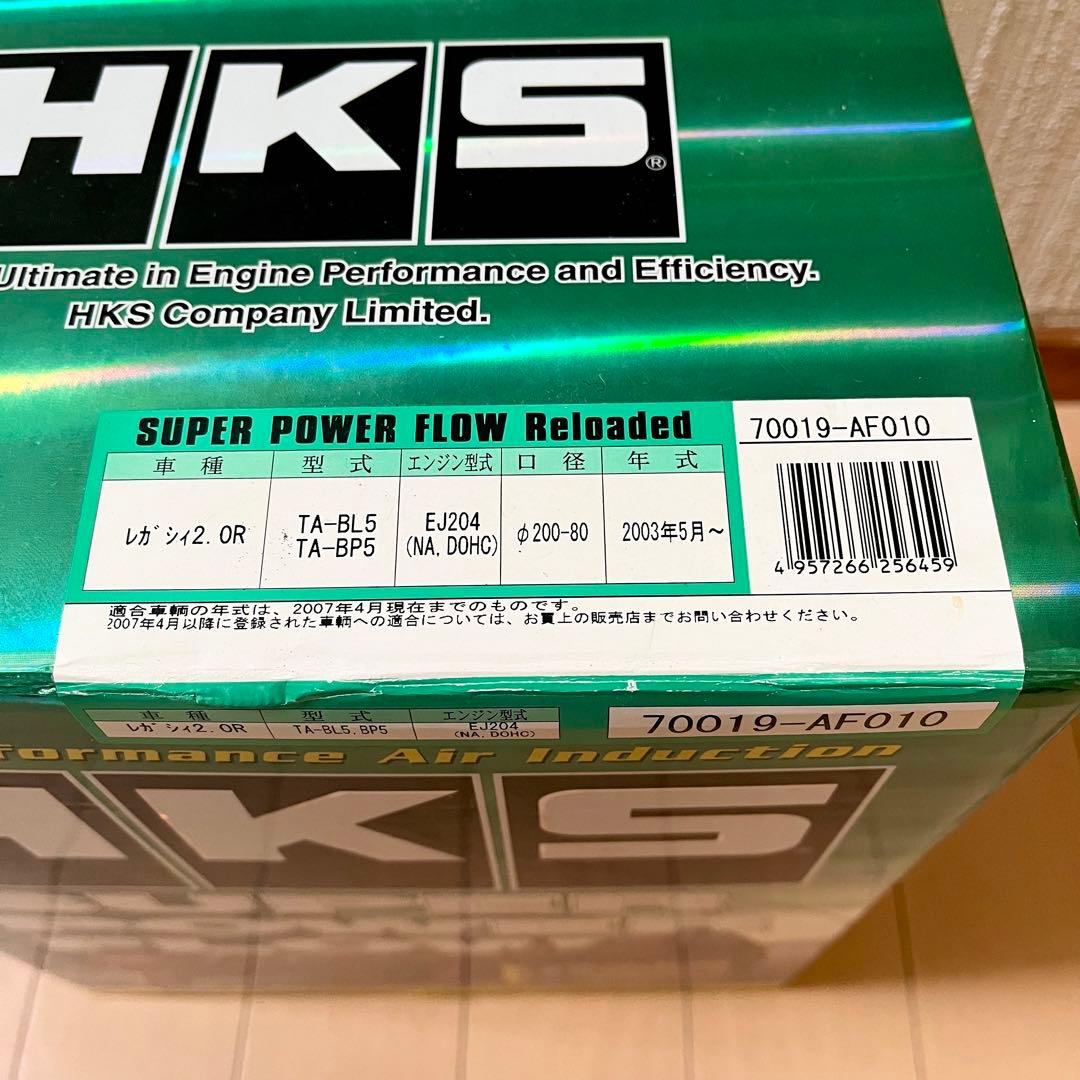 HKS®
Ultimate in Engine Performance and Efficiency.
HKS Company Limited.
SUPER POWER FLOW Reloaded
70019-AF010
車 種 型 式 エンジン型式 口 径 年 式
ﾚｶﾞｼｨ2.0R TA-BL5 TA-BP5 EJ204 (NA,DOHC) φ200-80 2003年5月～
4 957266 256459
適合車輌の年式は、2007年4月現在までのものです。
2007年4月以降に登録された車輌への適合については、お買上の販売店までお問い合わせください。
車 種 型 式 エンジン型式
ﾚｶﾞｼｨ2.0R TA-BL5,BP5 EJ204 (NA,DOHC)
70019-AF010
Air Induction
HKS